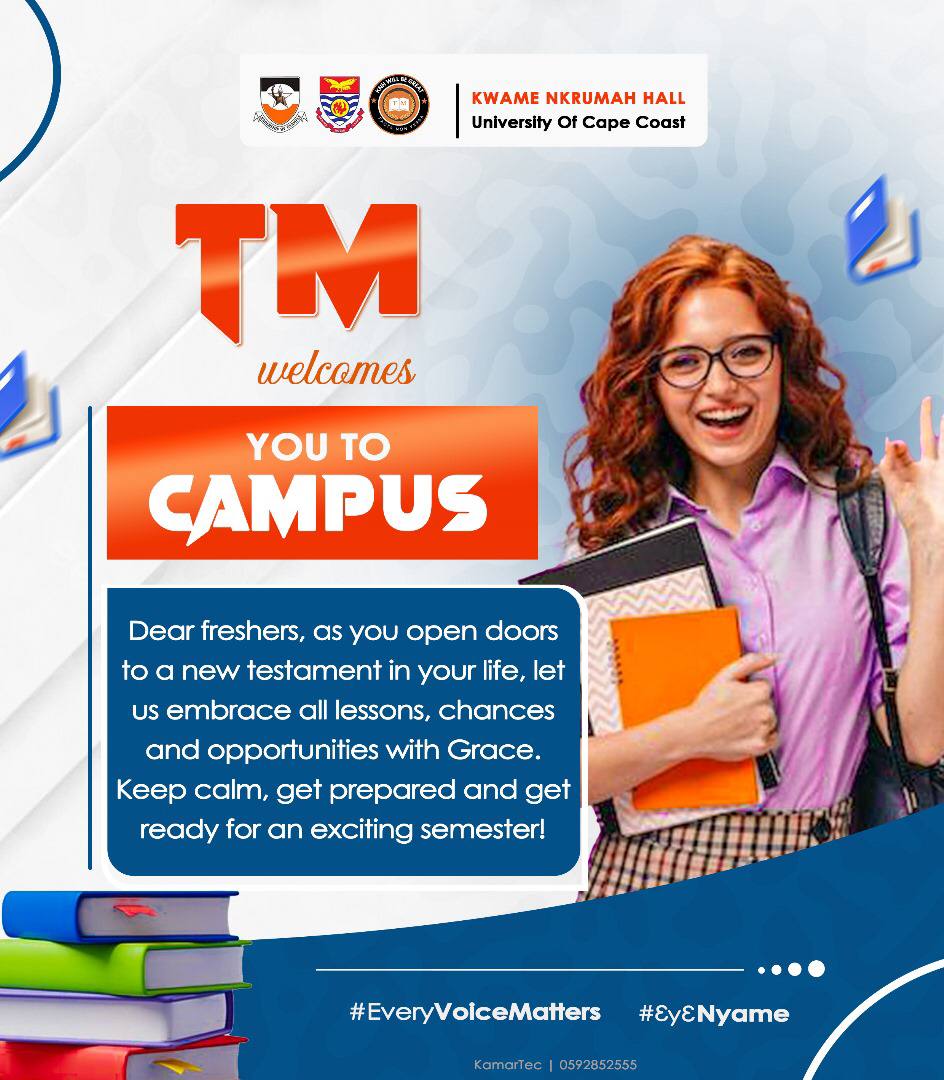 KWAME NKRUMAH HALL
University Of Cape Coast
TM
welcomes
YOU TO
CAMPUS
Dear freshers, as you open doors
to a new testament in your life, let
us embrace all lessons, chances
and opportunities with Grace.
Keep calm, get prepared and get
ready for an exciting semester!
#EveryVoiceMatters #ƐyƐNyame
KamarTec | 0592852555